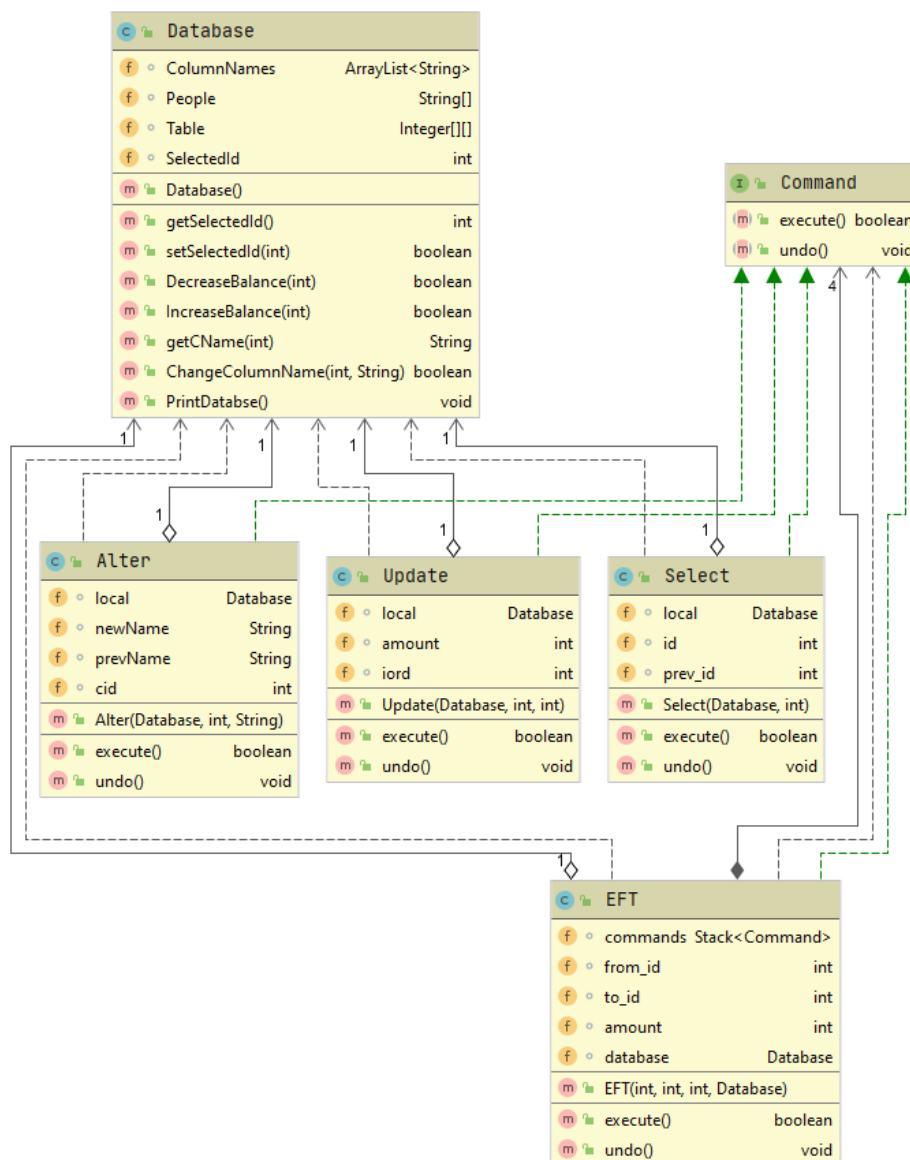 C Database
f ColumnNames ArrayList<String>
f People String[]
f Table Integer[][]
f SelectedId int
m Database()
m getSelectedId() int
m setSelectedId(int) boolean
m DecreaseBalance(int) boolean
m IncreaseBalance(int) boolean
m getCName(int) String
m ChangeColumnName(int, String) boolean
m PrintDatabse() void
I Command
m execute() boolean
m undo() void
4
1 1 1 1
1 1 1
C Alter
f local Database
f newName String
f prevName String
f cid int
m Alter(Database, int, String)
m execute() boolean
m undo() void
C Update
f local Database
f amount int
f iord int
m Update(Database, int, int)
m execute() boolean
m undo() void
C Select
f local Database
f id int
f prev_id int
m Select(Database, int)
m execute() boolean
m undo() void
1
C EFT
f commands Stack<Command>
f from_id int
f to_id int
f amount int
f database Database
m EFT(int, int, int, Database)
m execute() boolean
m undo() void